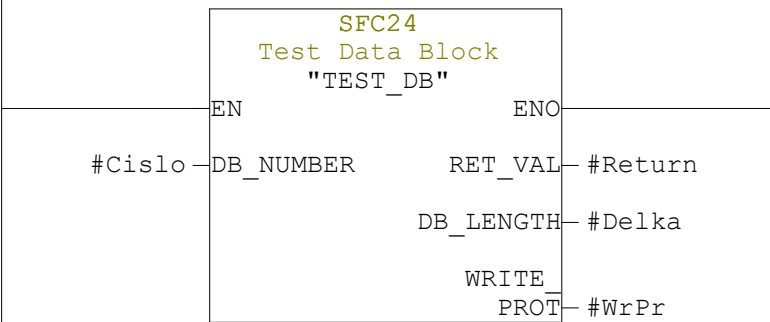 SFC24
Test Data Block
"TEST_DB"
EN ENO
#Cislo DB_NUMBER RET_VAL #Return
DB_LENGTH #Delka
WRITE_
PROT #WrPr